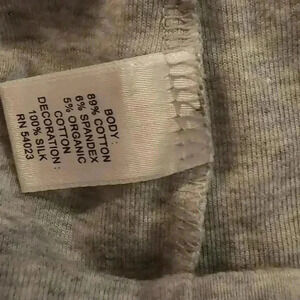 BODY :
89% COTTON
6% SPANDEX
5% ORGANIC
COTTON
DECORATION :
100% SILK
RN 54023